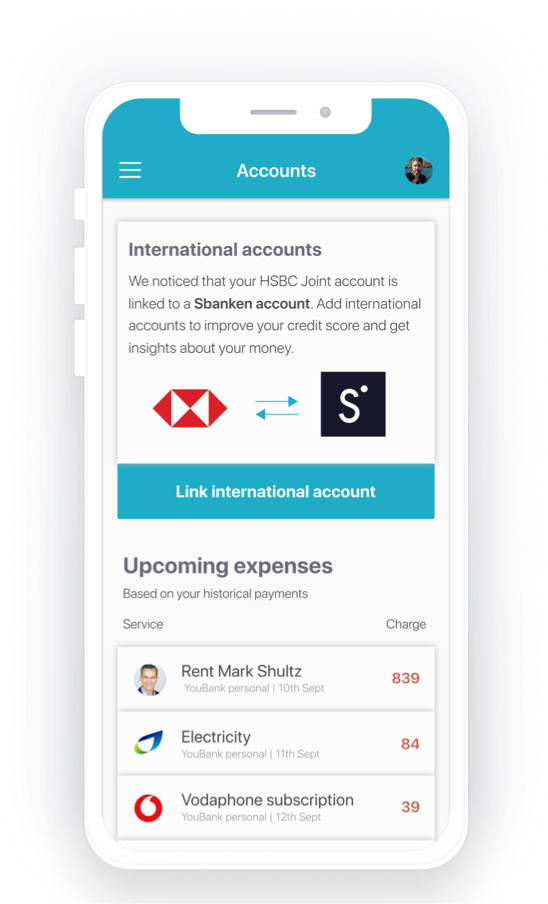 Accounts
International accounts
We noticed that your HSBC Joint account is
linked to a Sbanken account. Add international
accounts to improve your credit score and get
insights about your money.
S
Link international account
Upcoming expenses
Based on your historical payments
Service Charge
Rent Mark Shultz 839
YouBank personal | 10th Sept
Electricity 84
YouBank personal | 11th Sept
Vodaphone subscription 39
YouBank personal | 12th Sept